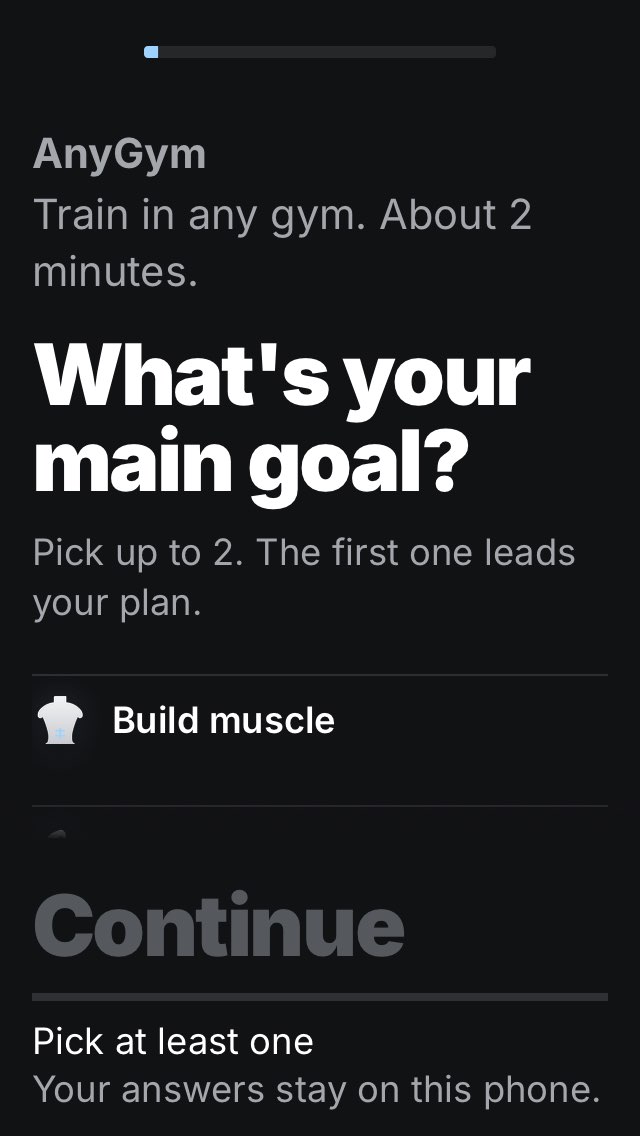 AnyGym
Train in any gym. About 2
minutes.
What's your
main goal?
Pick up to 2. The first one leads
your plan.
Build muscle
Continue
Pick at least one
Your answers stay on this phone.